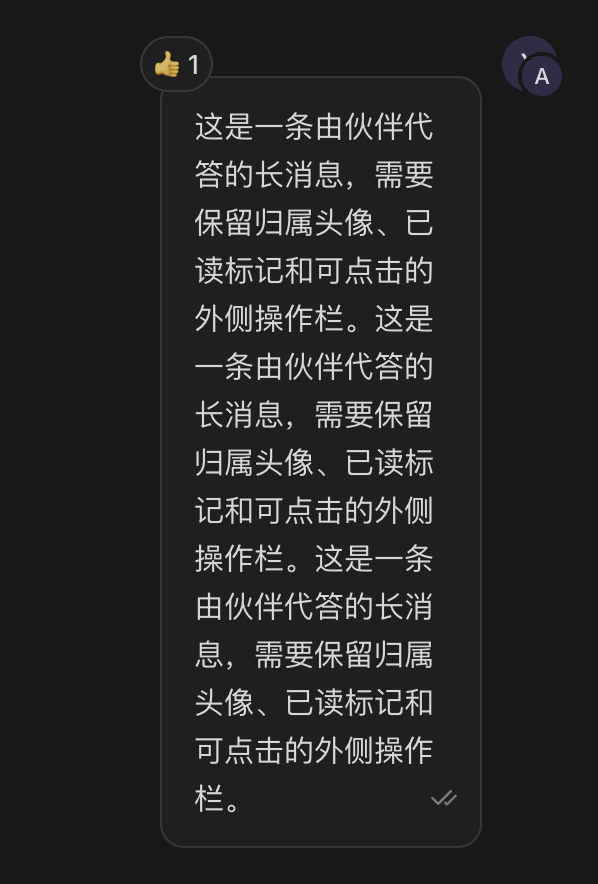 👍 1
A
这是一条由伙伴代
答的长消息，需要
保留归属头像、已
读标记和可点击的
外侧操作栏。这是
一条由伙伴代答的
长消息，需要保留
归属头像、已读标
记和可点击的外侧
操作栏。这是一条
由伙伴代答的长消
息，需要保留归属
头像、已读标记和
可点击的外侧操作
栏。